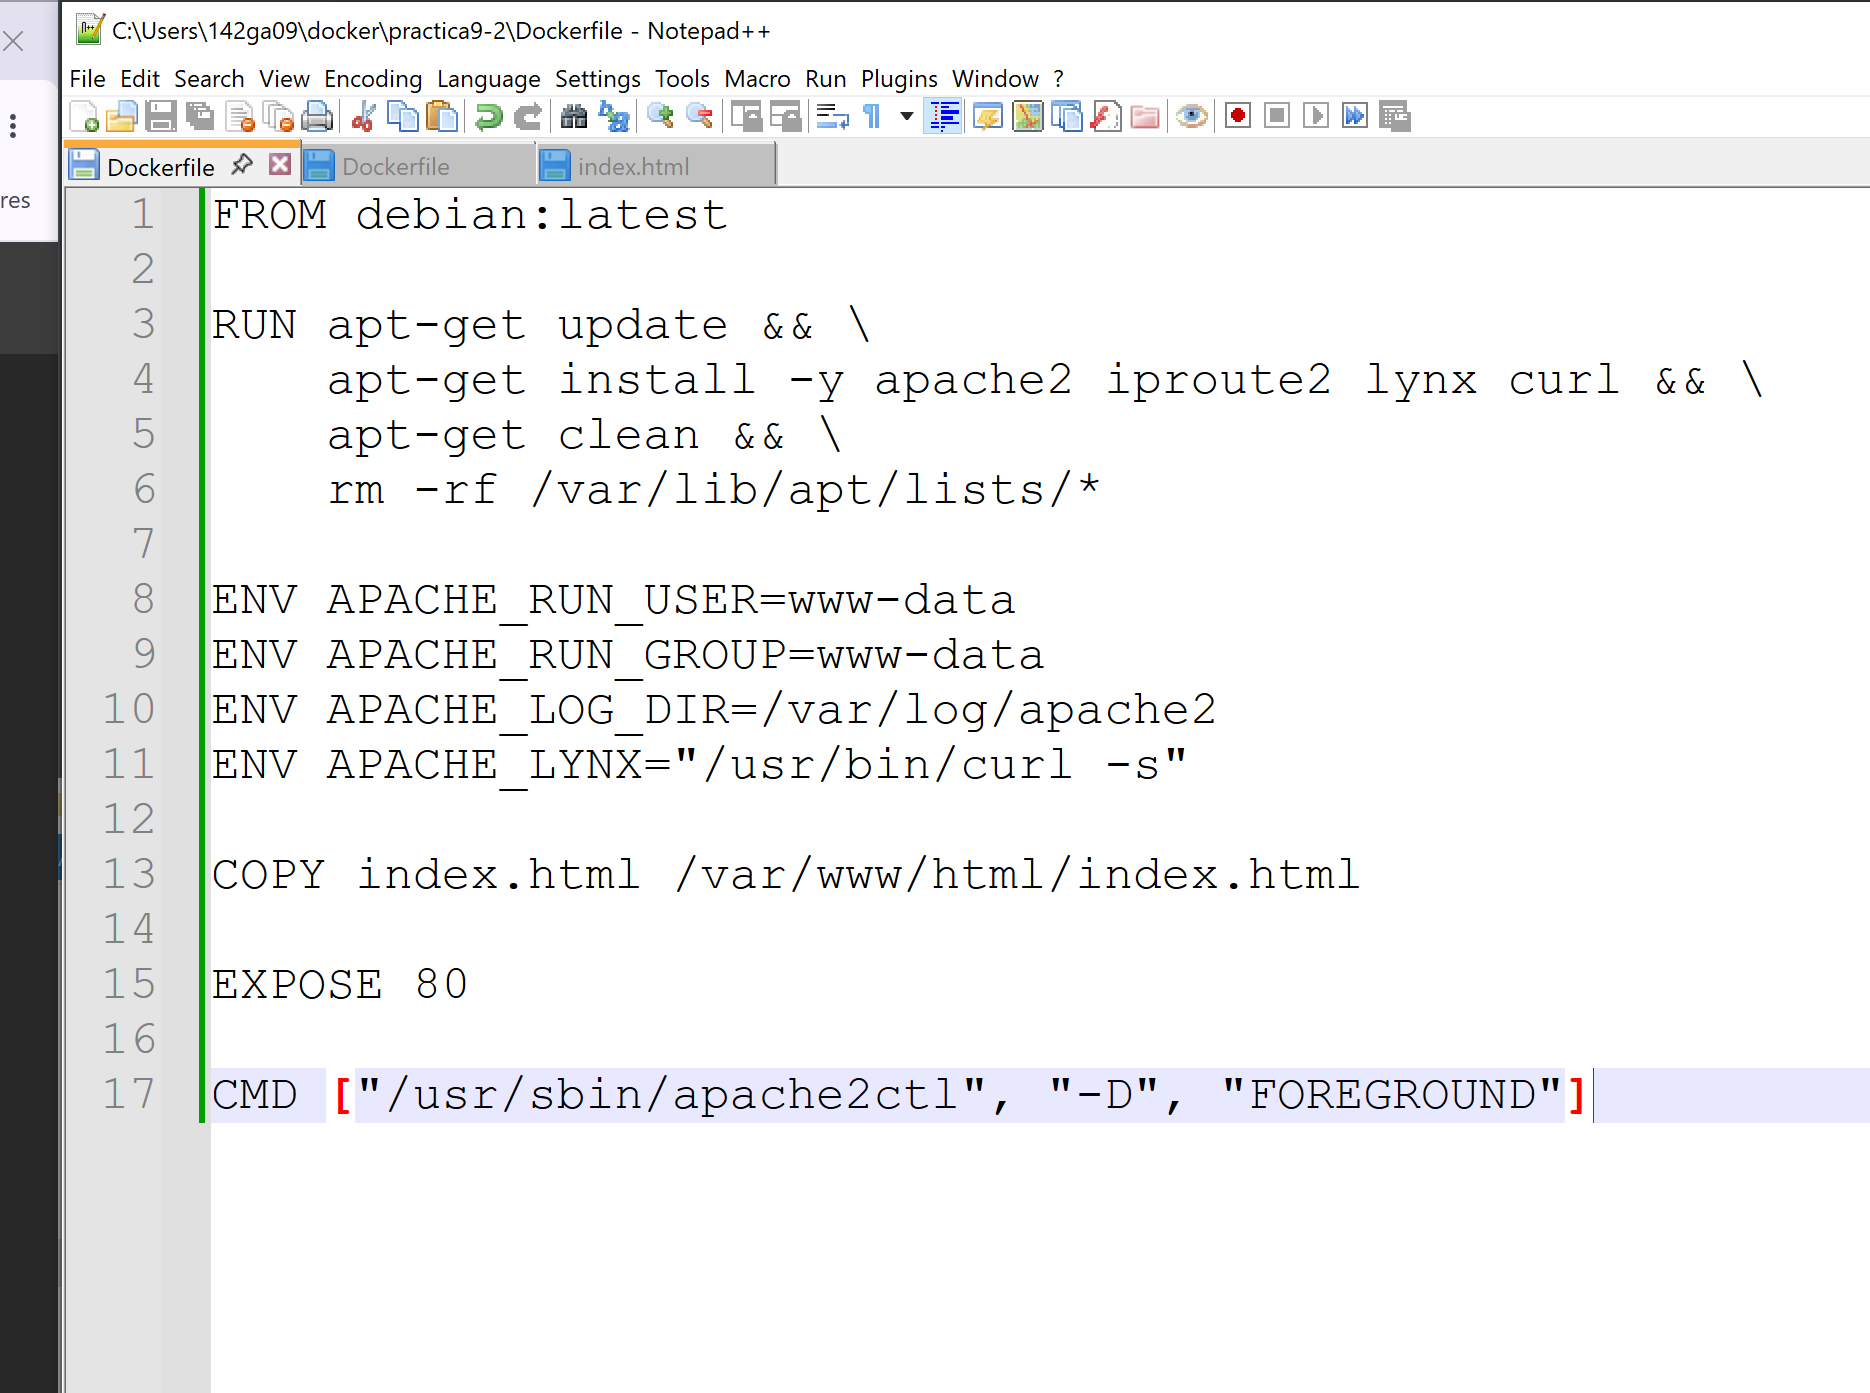 C:\Users\142ga09\docker\practica9-2\Dockerfile - Notepad++
File Edit Search View Encoding Language Settings Tools Macro Run Plugins Window ?
Dockerfile Dockerfile index.html
res
1 FROM debian:latest
2
3 RUN apt-get update && \
4     apt-get install -y apache2 iproute2 lynx curl && \
5     apt-get clean && \
6     rm -rf /var/lib/apt/lists/*
7
8 ENV APACHE_RUN_USER=www-data
9 ENV APACHE_RUN_GROUP=www-data
10 ENV APACHE_LOG_DIR=/var/log/apache2
11 ENV APACHE_LYNX="/usr/bin/curl -s"
12
13 COPY index.html /var/www/html/index.html
14
15 EXPOSE 80
16
17 CMD ["/usr/sbin/apache2ctl", "-D", "FOREGROUND"]